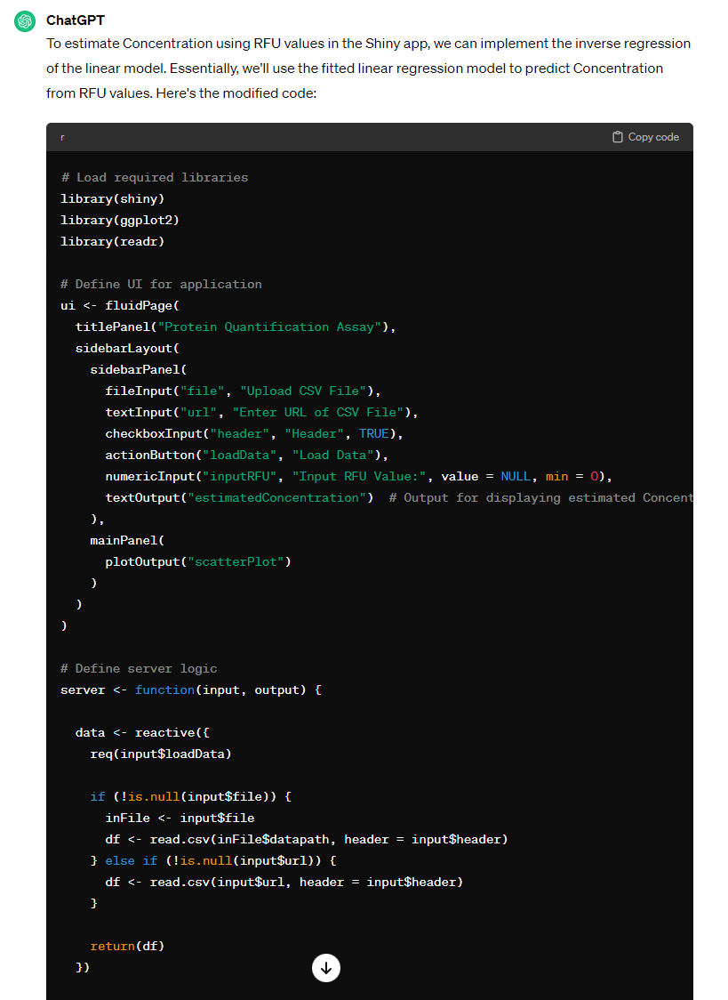 ChatGPT
To estimate Concentration using RFU values in the Shiny app, we can implement the inverse regression
of the linear model. Essentially, we'll use the fitted linear regression model to predict Concentration
from RFU values. Here's the modified code:
r
Copy code
# Load required libraries
library(shiny)
library(ggplot2)
library(readr)
# Define UI for application
ui <- fluidPage(
  titlePanel("Protein Quantification Assay"),
  sidebarLayout(
    sidebarPanel(
      fileInput("file", "Upload CSV File"),
      textInput("url", "Enter URL of CSV File"),
      checkboxInput("header", "Header", TRUE),
      actionButton("loadData", "Load Data"),
      numericInput("inputRFU", "Input RFU Value:", value = NULL, min = 0),
      textOutput("estimatedConcentration")  # Output for displaying estimated Concent
    ),
    mainPanel(
      plotOutput("scatterPlot")
    )
  )
)
# Define server logic
server <- function(input, output) {
  data <- reactive({
    req(input$loadData)
    if (!is.null(input$file)) {
      inFile <- input$file
      df <- read.csv(inFile$datapath, header = input$header)
    } else if (!is.null(input$url)) {
      df <- read.csv(input$url, header = input$header)
    }
    return(df)
  })